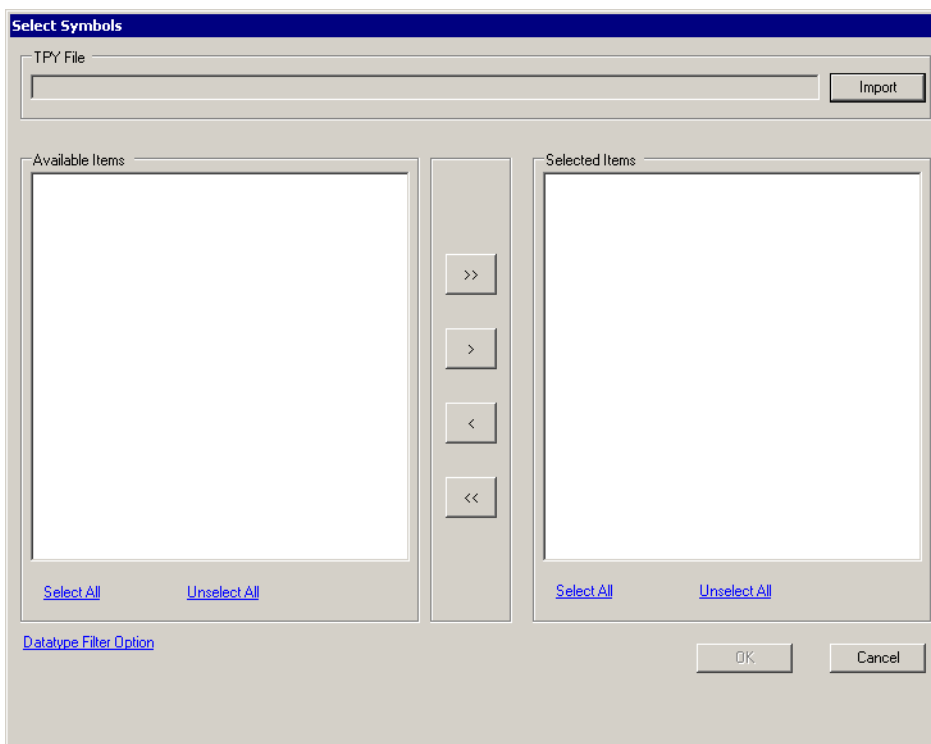 Select Symbols
TPY File
Import
Available Items
Selected Items
>>
>
<
<<
Select All Unselect All
Select All Unselect All
Datatype Filter Option
OK Cancel